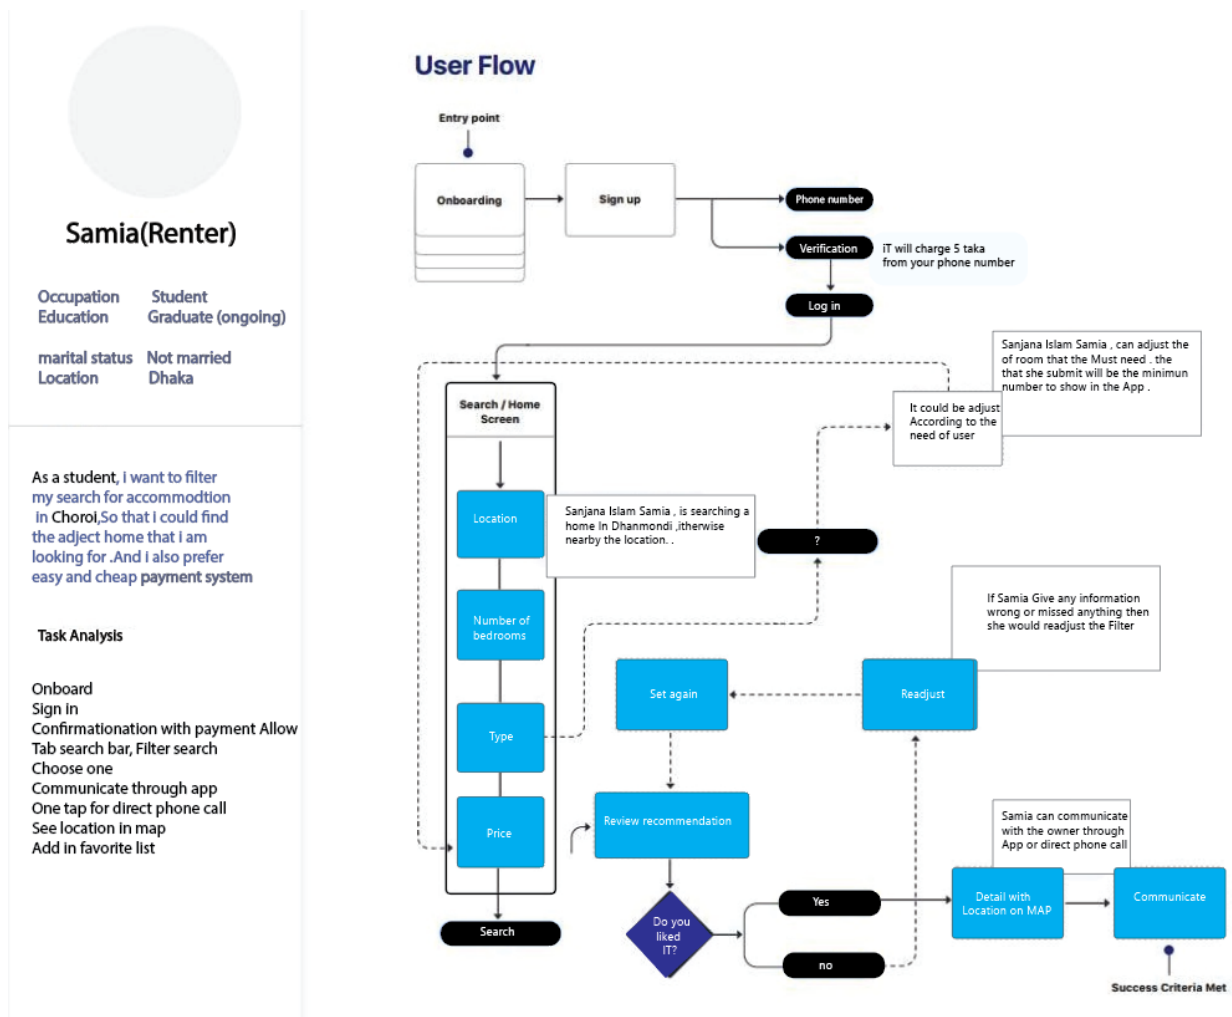 Samia(Renter)
Occupation Student
Education Graduate (ongoing)
marital status Not married
Location Dhaka
As a student, i want to filter
my search for accommodtion
in Choroi,So that i could find
the adject home that i am
looking for .And i also prefer
easy and cheap payment system
Task Analysis
Onboard
Sign in
Confirmationation with payment Allow
Tab search bar, Filter search
Choose one
Communicate through app
One tap for direct phone call
See location in map
Add in favorite list
User Flow
Entry point
Onboarding
Sign up
Phone number
Verification
iT will charge 5 taka
from your phone number
Log in
Sanjana Islam Samia , can adjust the
of room that the Must need . the
that she submit will be the minimun
number to show in the App .
It could be adjust
According to the
need of user
Search / Home
Screen
Location
Sanjana Islam Samia , is searching a
home In Dhanmondi ,itherwise
nearby the location. .
?
Number of
bedrooms
If Samia Give any information
wrong or missed anything then
she would readjust the Filter
Set again
Readjust
Type
Price
Review recommendation
Samia can communicate
with the owner through
App or direct phone call
Search
Do you
liked
IT?
Yes
no
Detail with
Location on MAP
Communicate
Success Criteria Met